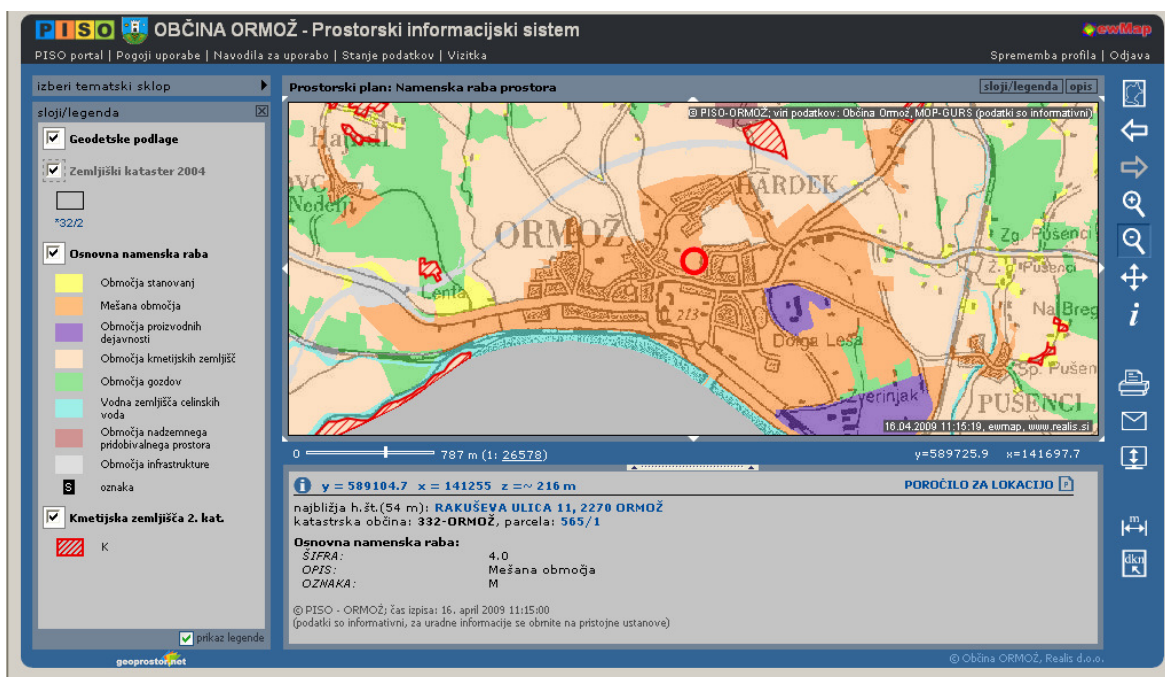 PISO OBČINA ORMOŽ - Prostorski informacijski sistem
ewMap
PISO portal | Pogoji uporabe | Navodila za uporabo | Stanje podatkov | Vizitka
Sprememba profila | Odjava
izberi tematski sklop
Prostorski plan: Namenska raba prostora
sloji/legenda opis
sloji/legenda
Geodetske podlage
Zemljiški kataster 2004
*32/2
Osnovna namenska raba
Območja stanovanj
Mešana območja
Območja proizvodnih
dejavnosti
Območja kmetijskih zemljišč
Območja gozdov
Vodna zemljišča celinskih
voda
Območja nadzemnega
pridobivalnega prostora
Območja infrastrukture
S oznaka
Kmetijska zemljišča 2. kat.
K
prikaz legende
geoprostor.net
© PISO-ORMOŽ; viri podatkov: Občina Ormož, MOP-GURS (podatki so informativni)
HARDEK
Nedelj
ORMOŽ
Zg. Pušenci
Lenta
213
Na Breg
Dolga Lesa
Sp. Pušen
Zverinjak
PUŠENCI
16.04.2009 11:15:19, ewmap, www.realis.si
0 787 m (1: 26578)
y=589725.9 x=141697.7
i y = 589104.7 x = 141255 z =~ 216 m
POROČILO ZA LOKACIJO P
najbližja h.št.(54 m): RAKUŠEVA ULICA 11, 2270 ORMOŽ
katastrska občina: 332-ORMOŽ, parcela: 565/1
Osnovna namenska raba:
ŠIFRA: 4.0
OPIS: Mešana območja
OZNAKA: M
© PISO - ORMOŽ; čas izpisa: 16. april 2009 11:15:00
(podatki so informativni, za uradne informacije se obrnite na pristojne ustanove)
i
m
dkn
© Občina ORMOŽ, Realis d.o.o.